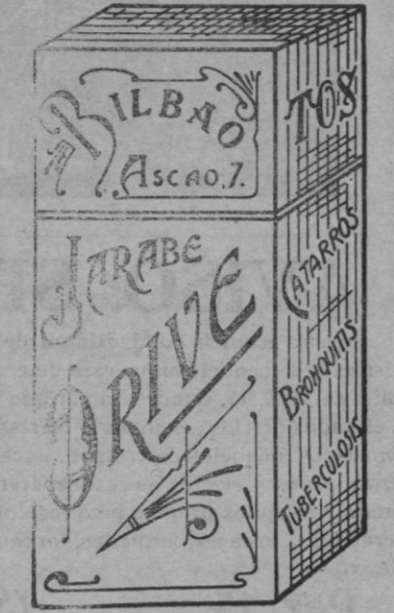 BILBAO
ASCAO, 7.
JARABE
ORIVE
TOS
CATARROS
BRONQUITIS
TUBERCULOSIS